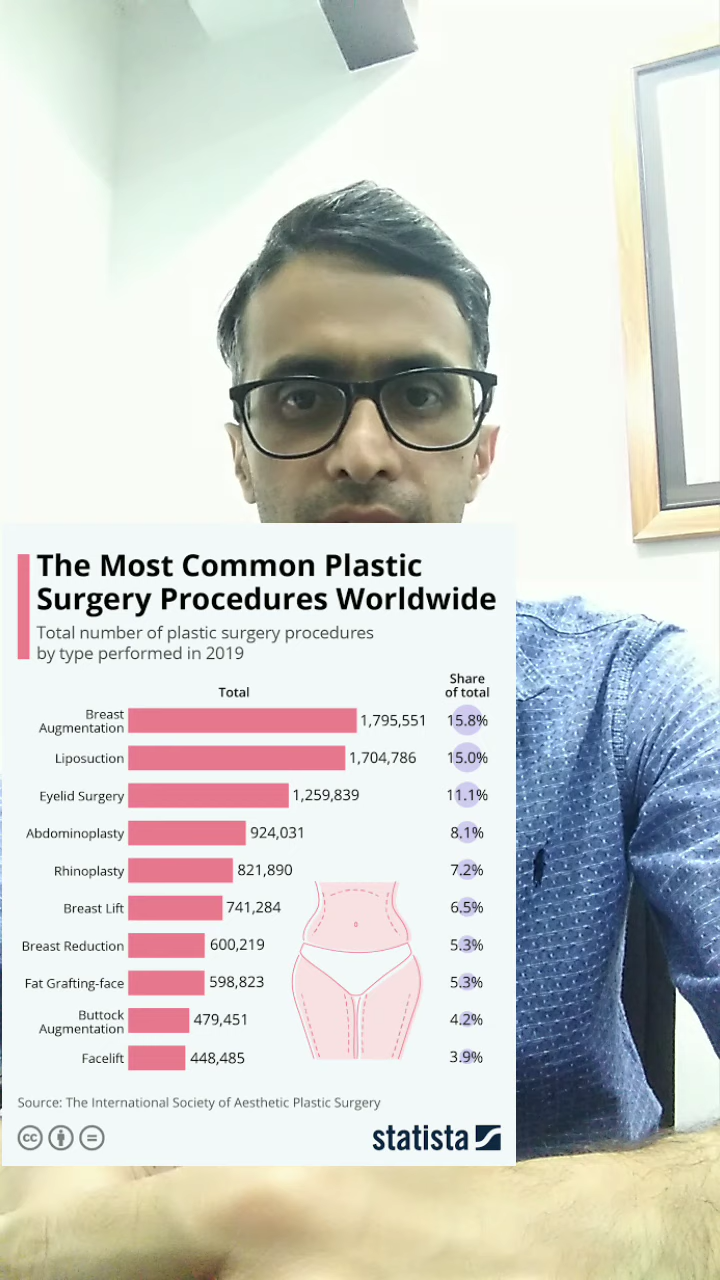 The Most Common Plastic
Surgery Procedures Worldwide
Total number of plastic surgery procedures
by type performed in 2019
Total
Share
of total
Breast
Augmentation
1,795,551
15.8%
Liposuction
1,704,786
15.0%
Eyelid Surgery
1,259,839
11.1%
Abdominoplasty
924,031
8.1%
Rhinoplasty
821,890
7.2%
Breast Lift
741,284
6.5%
Breast Reduction
600,219
5.3%
Fat Grafting-face
598,823
5.3%
Buttock
Augmentation
479,451
4.2%
Facelift
448,485
3.9%
Source: The International Society of Aesthetic Plastic Surgery
cc
statista